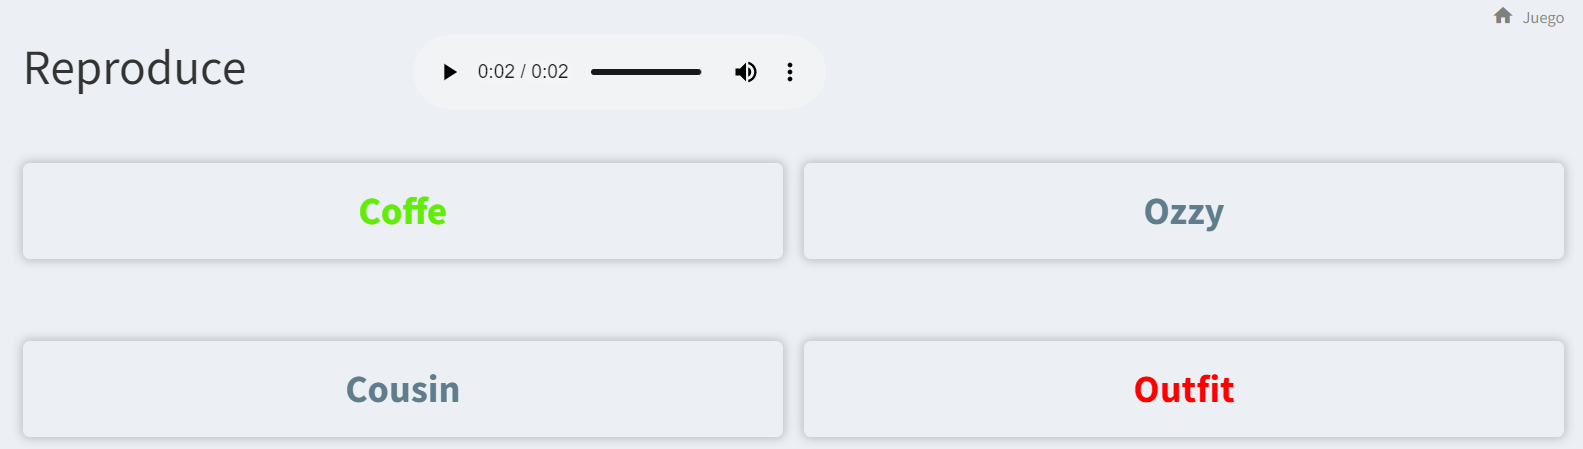 Juego
Reproduce
0:02 / 0:02
Coffe
Ozzy
Cousin
Outfit